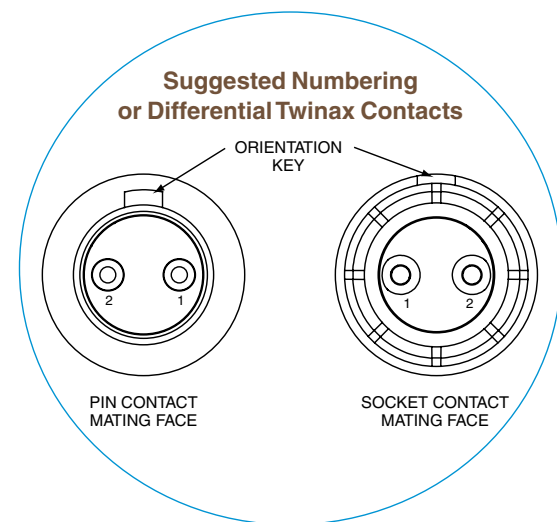 Suggested Numbering
or Differential Twinax Contacts
ORIENTATION
KEY
2 1
1 2
PIN CONTACT
MATING FACE
SOCKET CONTACT
MATING FACE